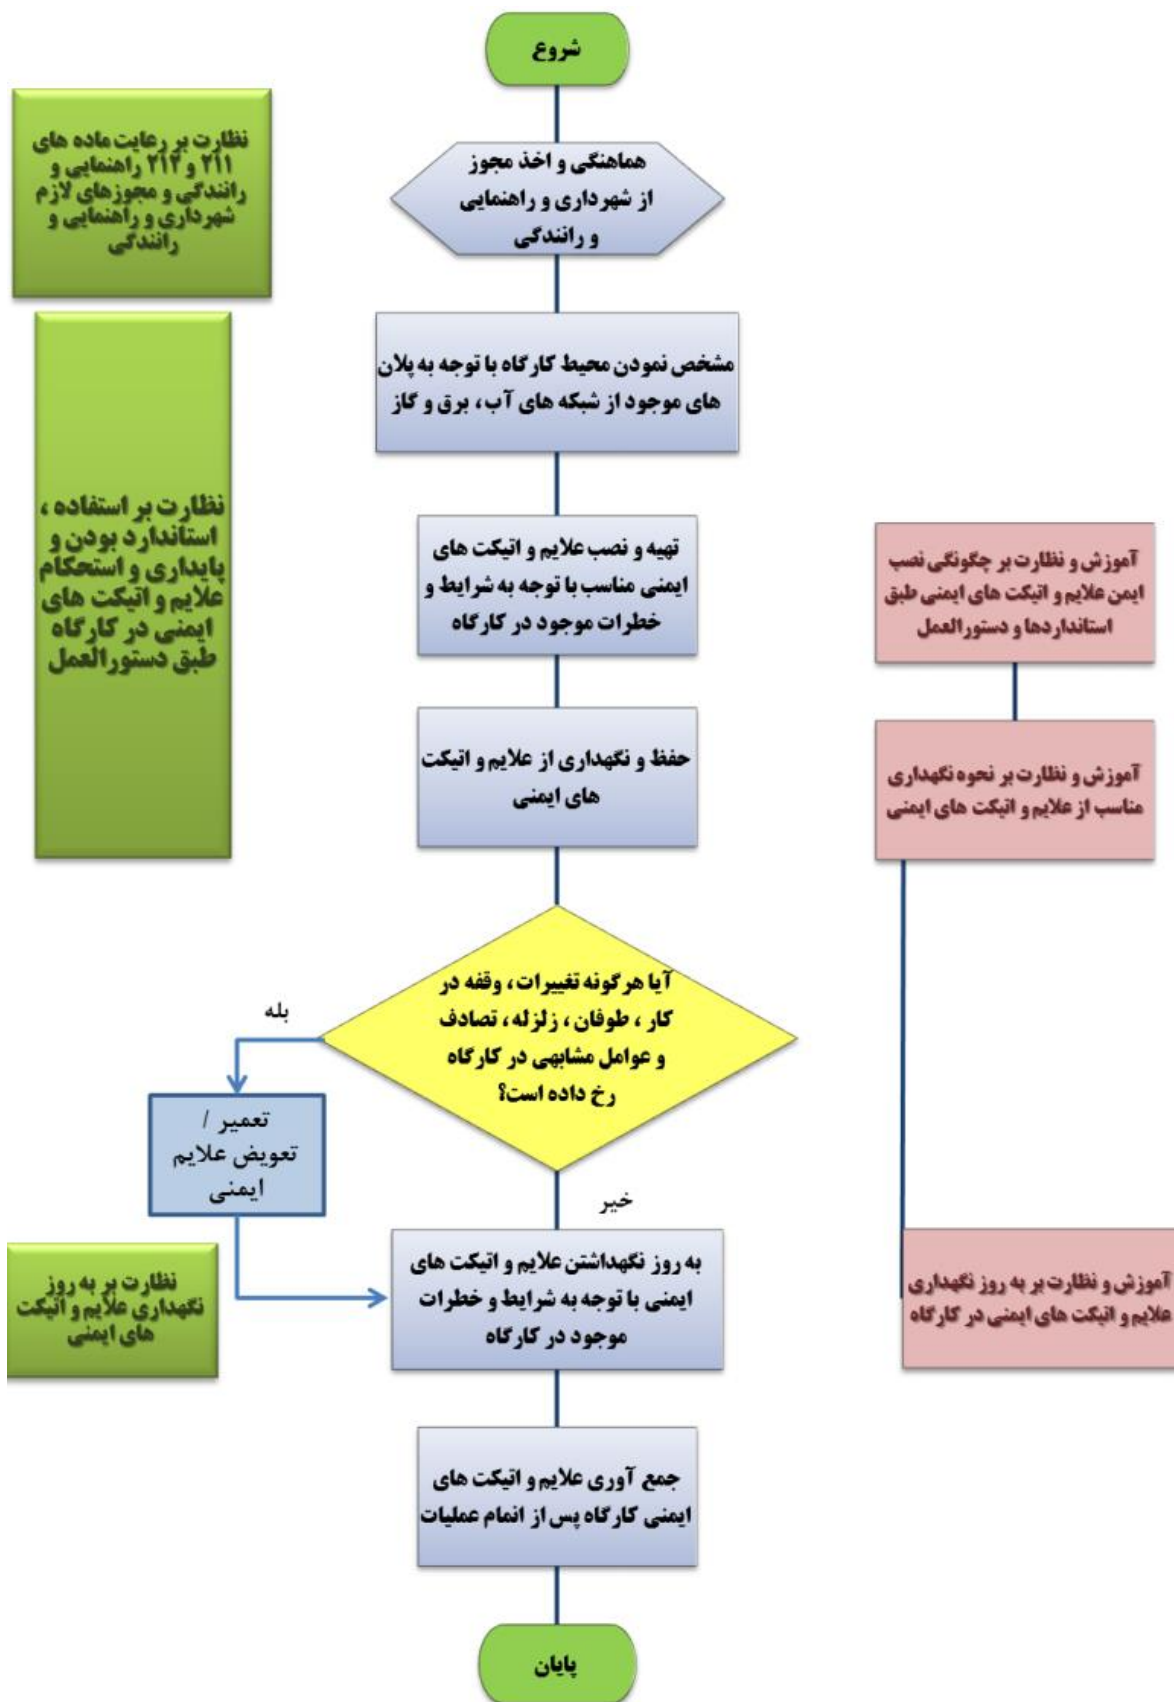 شروع
هماهنگی و اخذ مجوز
از شهرداری و راهنمایی
و رانندگی
نظارت بر رعایت ماده های
۲۱۱ و ۲۱۲ راهنمایی و
رانندگی و مجوزهای لازم
شهرداری و راهنمایی و
رانندگی
مشخص نمودن محیط کارگاه با توجه به پلان
های موجود از شبکه های آب ، برق و گاز
نظارت بر استفاده ،
استاندارد بودن و
پایداری و استحکام
علایم و اتیکت های
ایمنی در کارگاه
طبق دستورالعمل
آموزش و نظارت بر چگونگی نصب
ایمن علایم و اتیکت های ایمنی طبق
استانداردها و دستورالعمل
تهیه و نصب علایم و اتیکت های
ایمنی مناسب با توجه به شرایط و
خطرات موجود در کارگاه
آموزش و نظارت بر نحوه نگهداری
مناسب از علایم و اتیکت های ایمنی
حفظ و نگهداری از علایم و اتیکت
های ایمنی
آیا هرگونه تغییرات ، وقفه در
کار ، طوفان ، زلزله ، تصادف
و عوامل مشابهی در کارگاه
رخ داده است؟
بله
تعمیر /
تعویض علایم
ایمنی
خیر
آموزش و نظارت بر به روز نگهداری
علایم و اتیکت های ایمنی در کارگاه
به روز نگهداشتن علایم و اتیکت های
ایمنی با توجه به شرایط و خطرات
موجود در کارگاه
نظارت بر به روز
نگهداری علایم و اتیکت
های ایمنی
جمع آوری علایم و اتیکت های
ایمنی کارگاه پس از اتمام عملیات
پایان